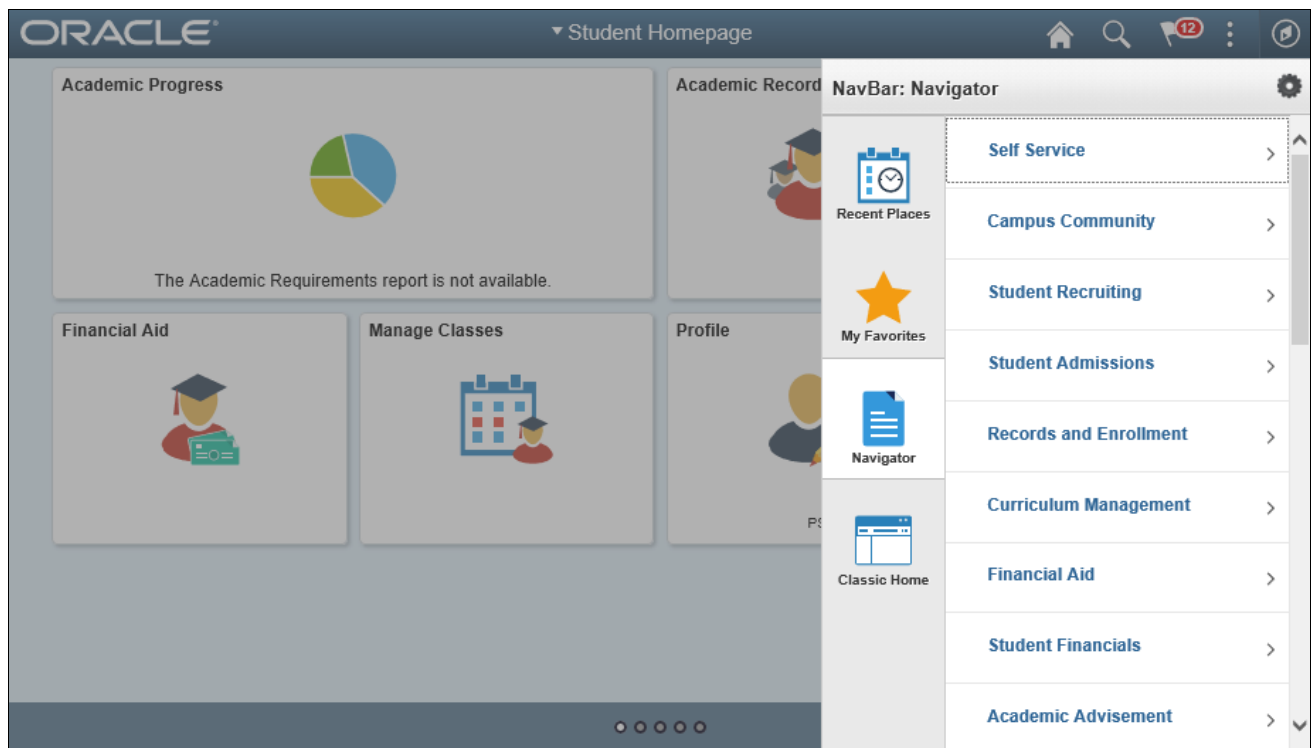 ORACLE
Student Homepage
12
Academic Progress
The Academic Requirements report is not available.
Academic Record
Financial Aid
Manage Classes
Profile
NavBar: Navigator
Recent Places
My Favorites
Navigator
Classic Home
Self Service
Campus Community
Student Recruiting
Student Admissions
Records and Enrollment
Curriculum Management
Financial Aid
Student Financials
Academic Advisement